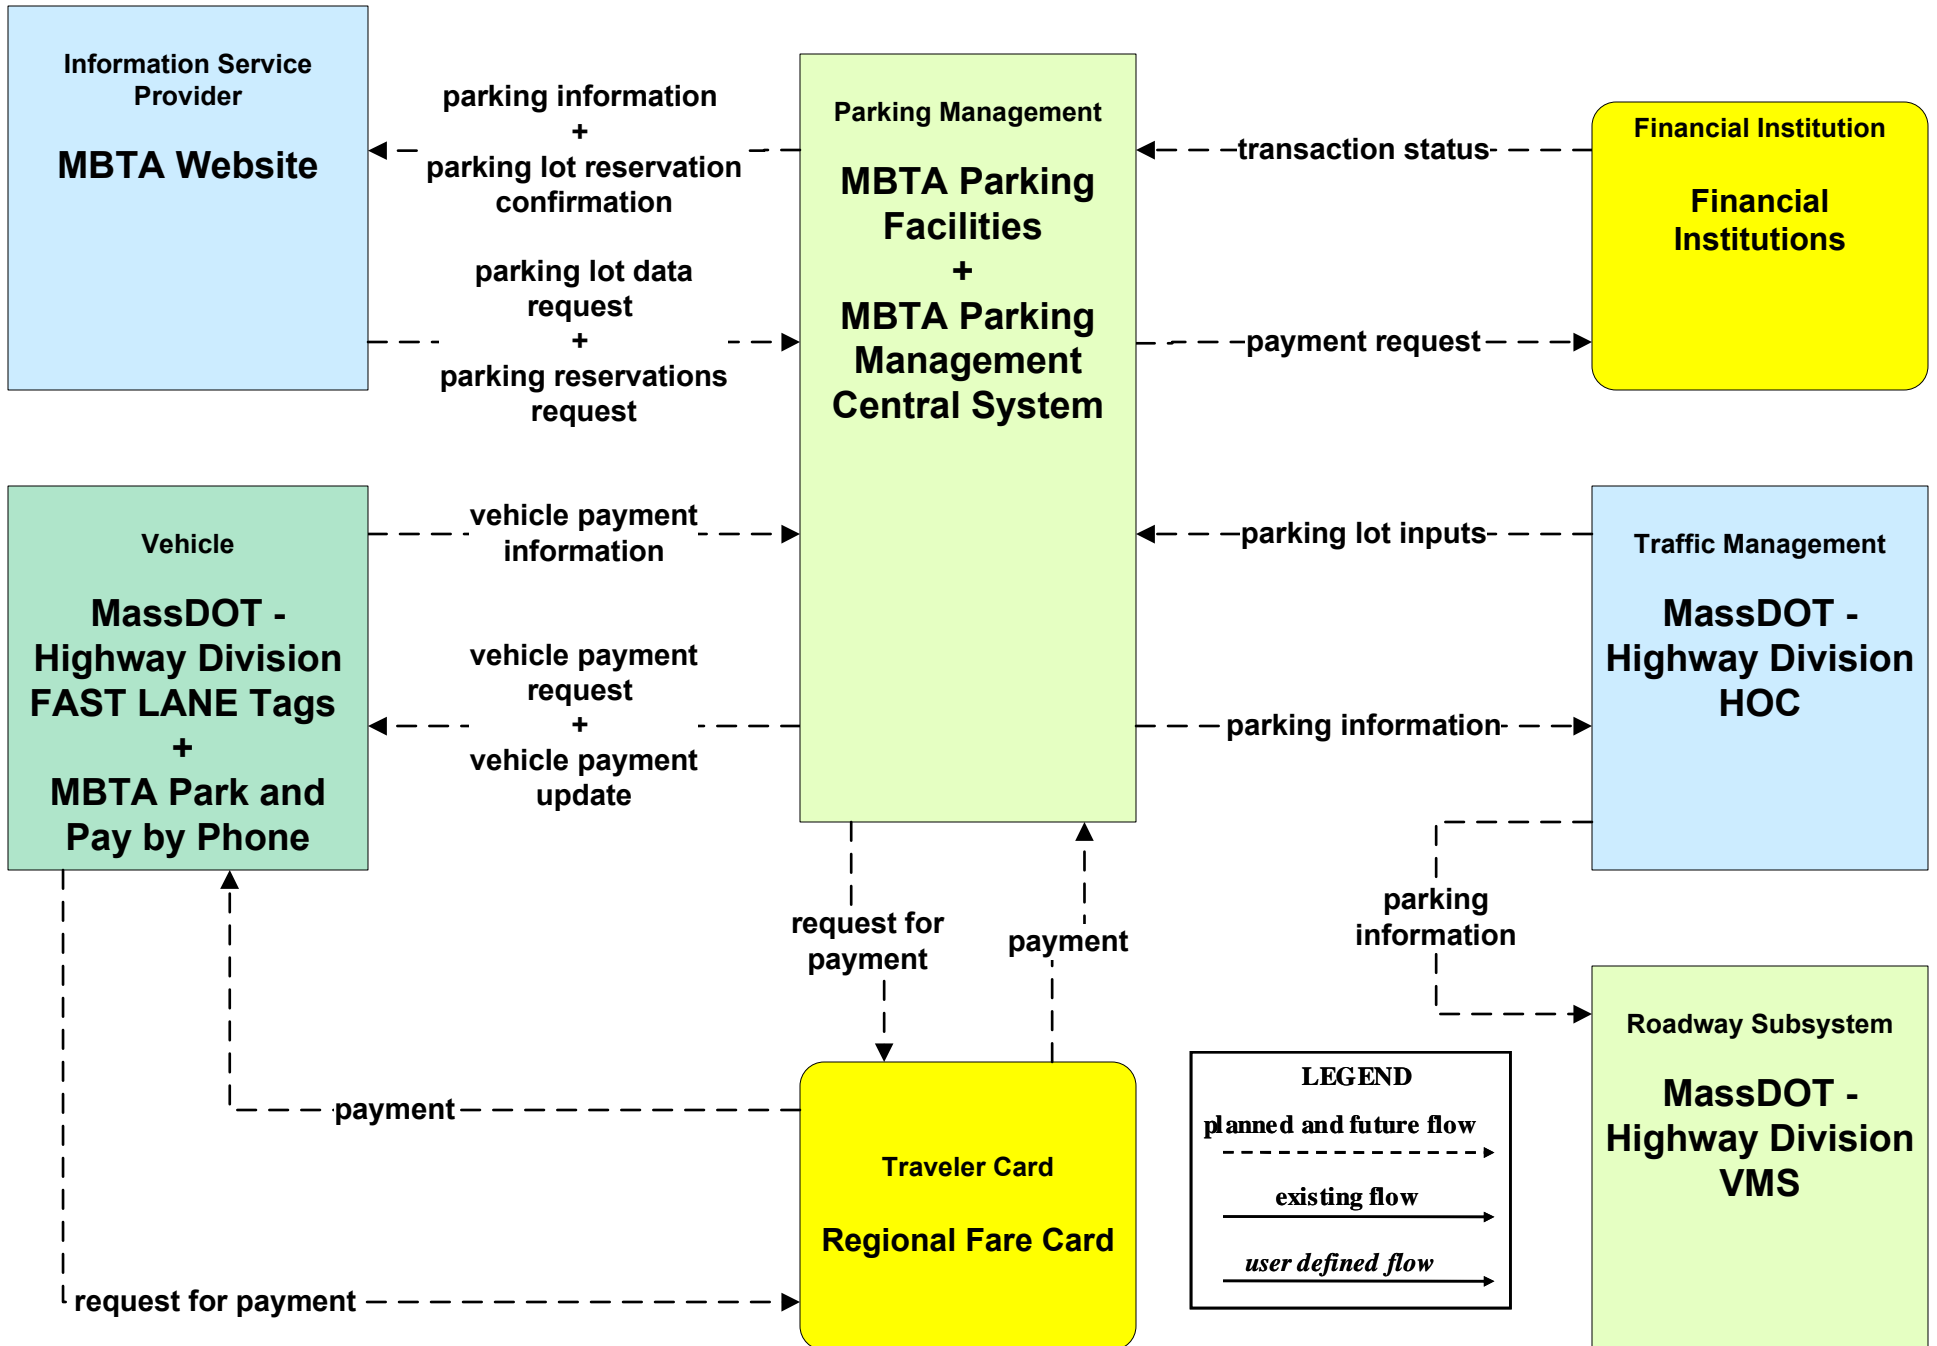 Information Service
Provider
MBTA Website
parking information
+
parking lot reservation
confirmation
parking lot data
request
+
parking reservations
request
Parking Management
MBTA Parking
Facilities
+
MBTA Parking
Management
Central System
transaction status
payment request
Financial Institution
Financial
Institutions
Vehicle
MassDOT -
Highway Division
FAST LANE Tags
+
MBTA Park and
Pay by Phone
vehicle payment
information
vehicle payment
request
+
vehicle payment
update
parking lot inputs
parking information
Traffic Management
MassDOT -
Highway Division
HOC
request for
payment
payment
parking
information
payment
request for payment
Traveler Card
Regional Fare Card
LEGEND
planned and future flow
existing flow
user defined flow
Roadway Subsystem
MassDOT -
Highway Division
VMS